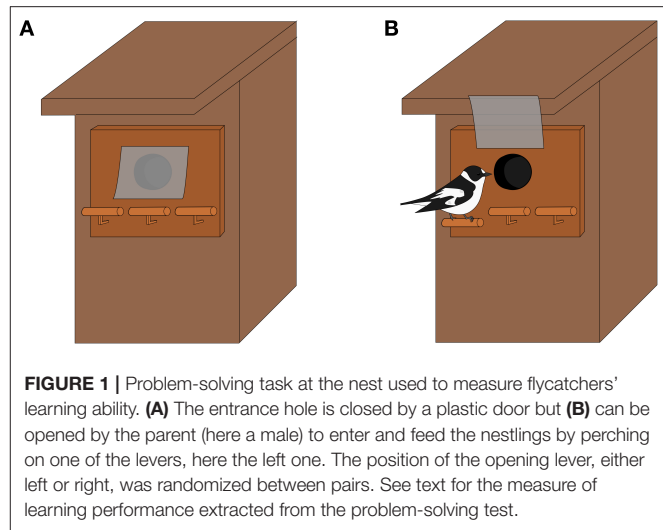 A B
FIGURE 1 | Problem-solving task at the nest used to measure flycatchers'
learning ability. (A) The entrance hole is closed by a plastic door but (B) can be
opened by the parent (here a male) to enter and feed the nestlings by perching
on one of the levers, here the left one. The position of the opening lever, either
left or right, was randomized between pairs. See text for the measure of
learning performance extracted from the problem-solving test.